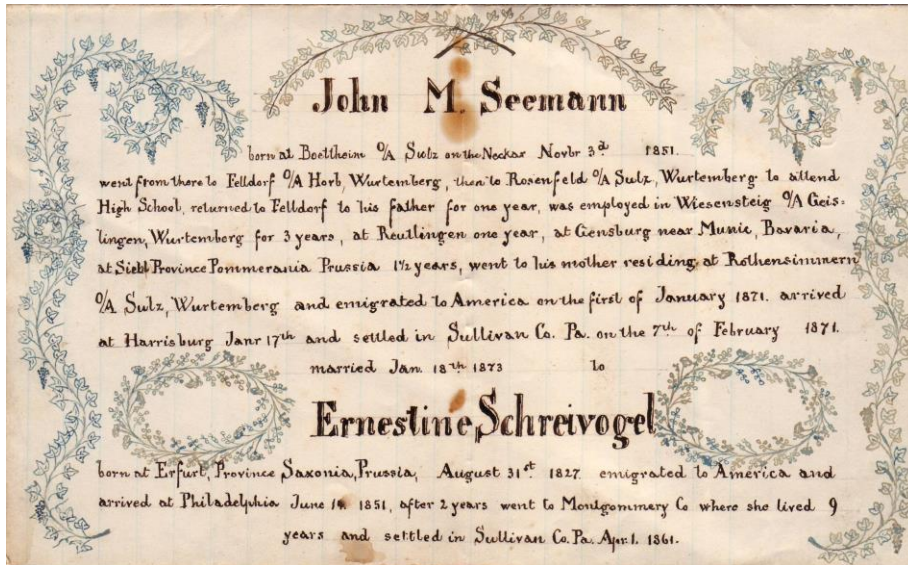 John M. Seemann
born at Boettheim O/A Sulz on the Neckar Novbr 3d. 1851.
went from there to Felldorf O/A Horb, Wurtemberg, then to Rosenfeld O/A Sulz, Wurtemberg to attend
High School, returned to Felldorf to his father for one year, was employed in Wiesensteig O/A Geis-
lingen, Wurtemberg for 3 years, at Reutlingen one year, at Gensburg near Munic, Bavaria,
at Province Pommerania Prussia 1½ years, went to his mother residing at Rothensimmern
O/A Sulz, Wurtemberg and emigrated to America on the first of January 1871. arrived
at Harrisburg Janr 17th and settled in Sullivan Co. Pa. on the 7th of February 1871.
married Jan. 18th 1873 to
Ernestine Schreivogel
born at Erfurt, Province Saxonia, Prussia, August 31st 1827 emigrated to America and
arrived at Philadelphia June 1851, after 2 years went to Montgommery Co where she lived 9
years and settled in Sullivan Co. Pa. Apr. 1. 1861.